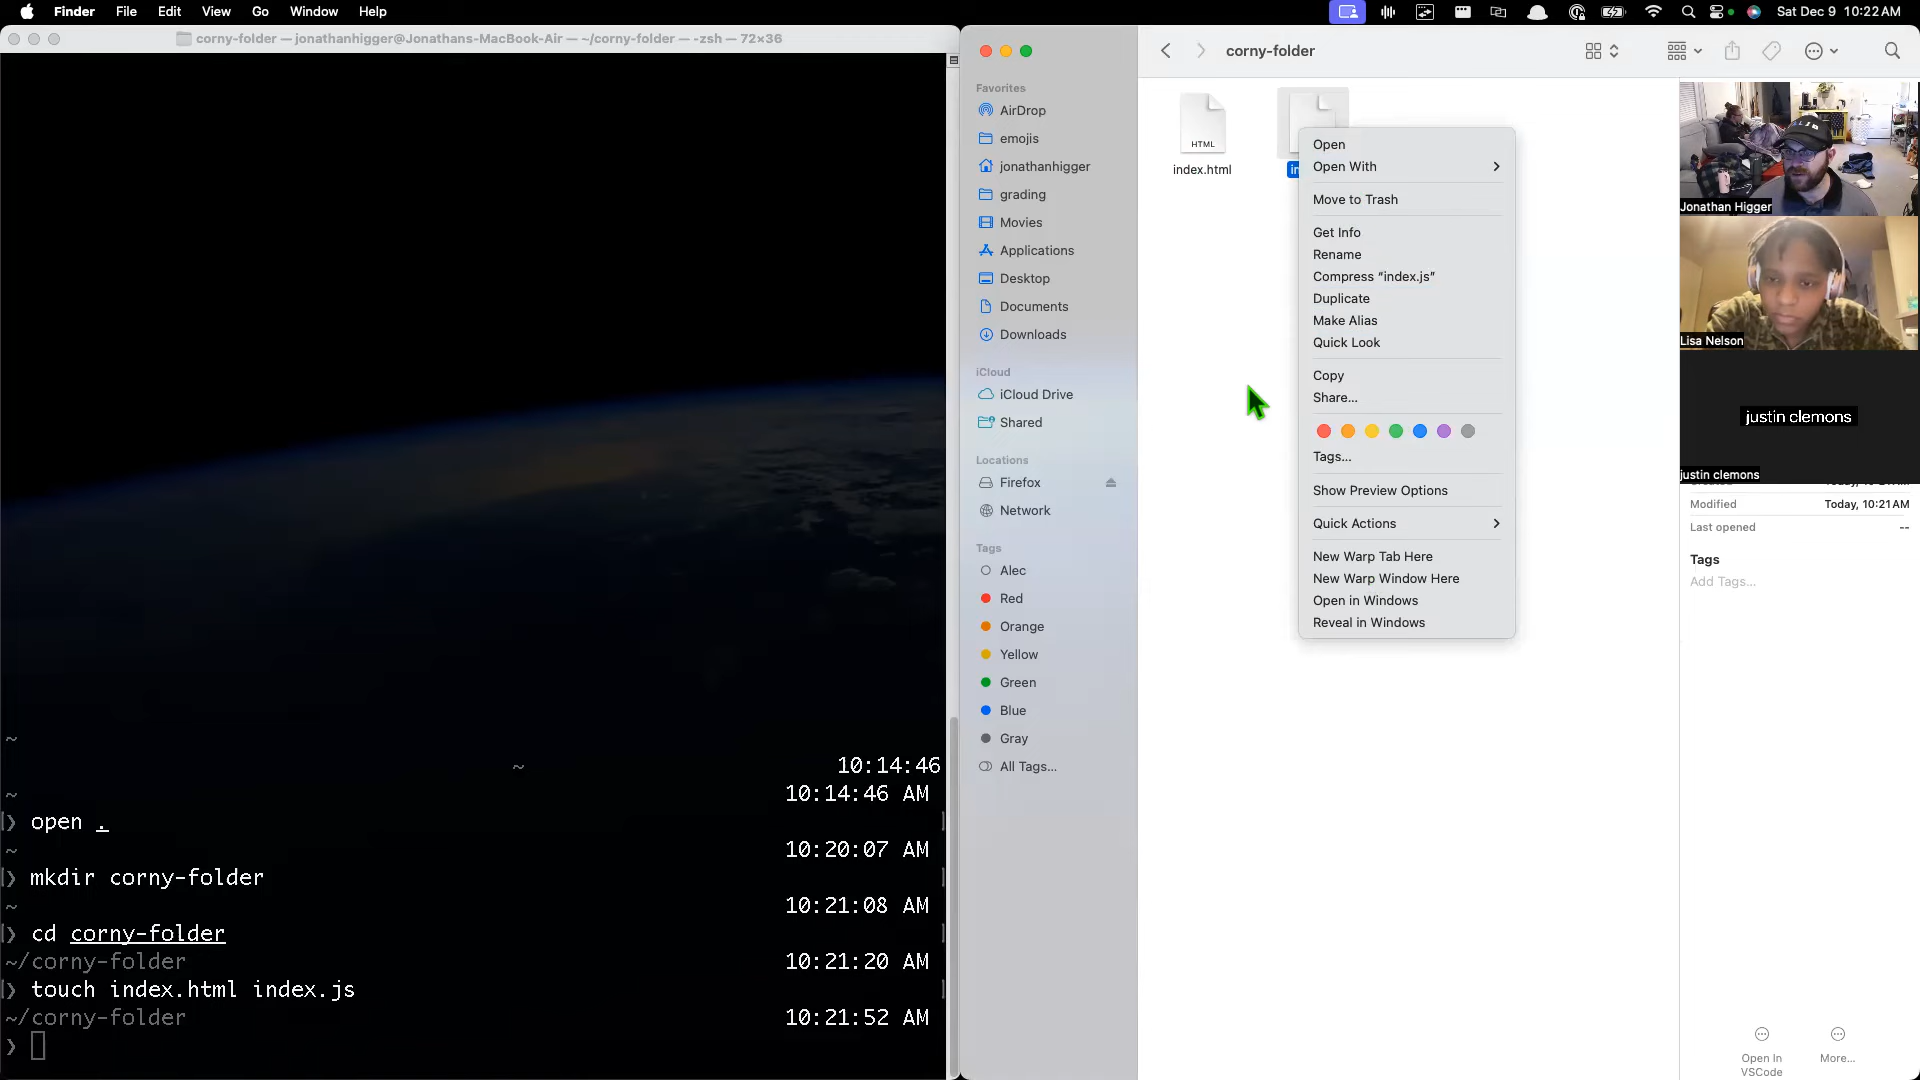 Finder File Edit View Go Window Help
Sat Dec 9 10:22 AM
corny-folder — jonathanhigger@Jonathans-MacBook-Air — ~/corny-folder — -zsh — 72×36
~
~ 10:14:46
~ 10:14:46 AM
❯ open .
~ 10:20:07 AM
❯ mkdir corny-folder
~ 10:21:08 AM
❯ cd corny-folder
~/corny-folder 10:21:20 AM
❯ touch index.html index.js
~/corny-folder 10:21:52 AM
❯
Favorites
AirDrop
emojis
jonathanhigger
grading
Movies
Applications
Desktop
Documents
Downloads
iCloud
iCloud Drive
Shared
Locations
Firefox
Network
Tags
Alec
Red
Orange
Yellow
Green
Blue
Gray
All Tags...
corny-folder
HTML
index.html
Open
Open With
Move to Trash
Get Info
Rename
Compress “index.js”
Duplicate
Make Alias
Quick Look
Copy
Share...
Tags...
Show Preview Options
Quick Actions
New Warp Tab Here
New Warp Window Here
Open in Windows
Reveal in Windows
Jonathan Higger
Lisa Nelson
justin clemons
justin clemons
Modified Today, 10:21 AM
Last opened --
Tags
Add Tags...
Open In
VSCode
More...